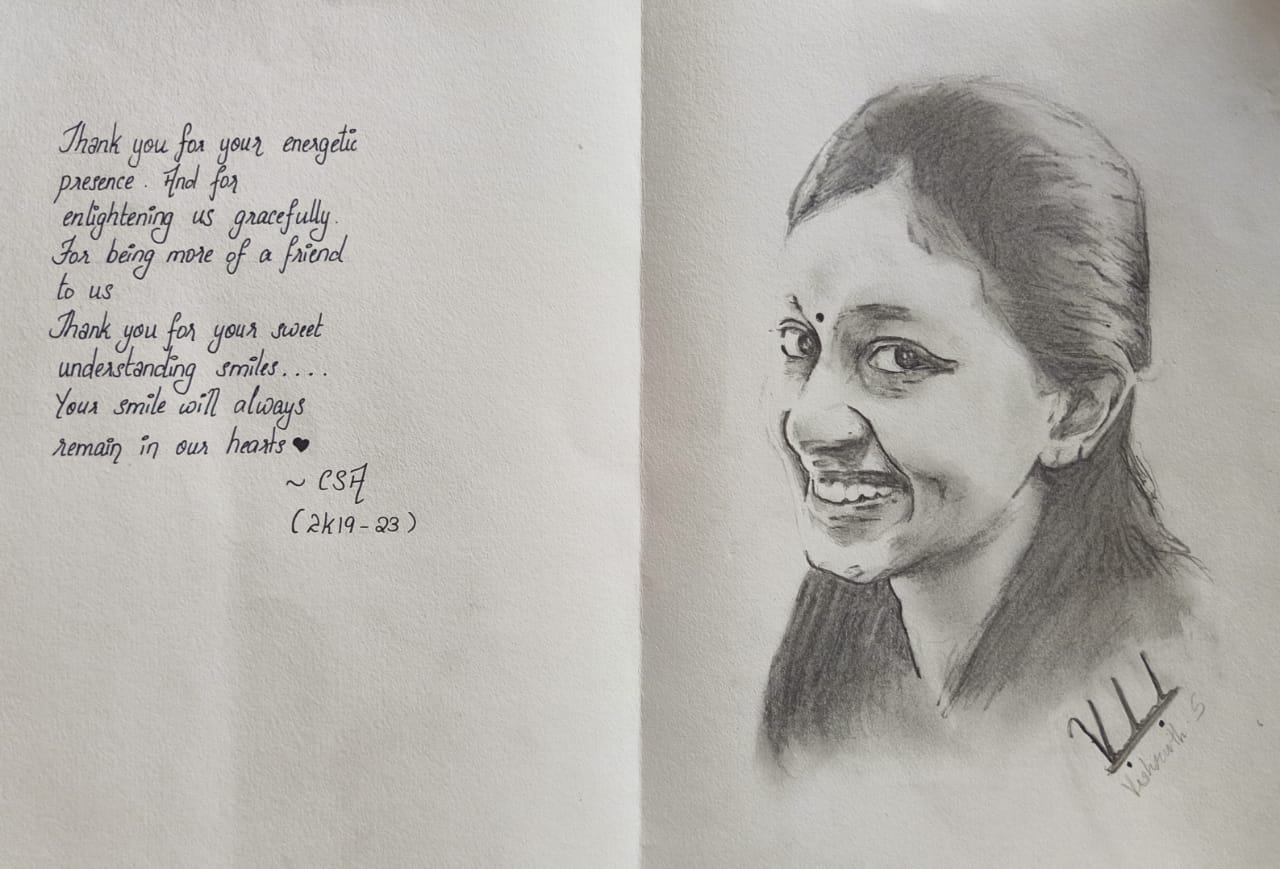 Thank you for your energetic
presence. And for
enlightening us gracefully.
For being more of a friend
to us
Thank you for your sweet
understanding smiles....
Your smile will always
remain in our hearts ♥
~ CSA
(2K19-23)